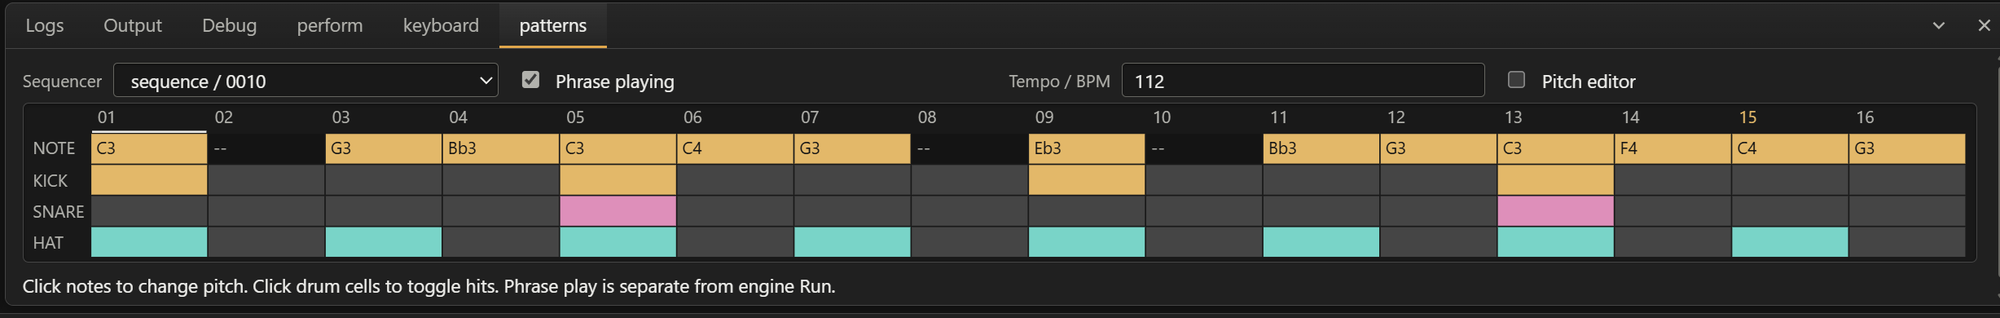 Logs Output Debug perform keyboard patterns
Sequencer sequence / 0010 Phrase playing Tempo / BPM 112 Pitch editor
01 02 03 04 05 06 07 08 09 10 11 12 13 14 15 16
NOTE C3 -- G3 Bb3 C3 C4 G3 -- Eb3 -- Bb3 G3 C3 F4 C4 G3
KICK
SNARE
HAT
Click notes to change pitch. Click drum cells to toggle hits. Phrase play is separate from engine Run.